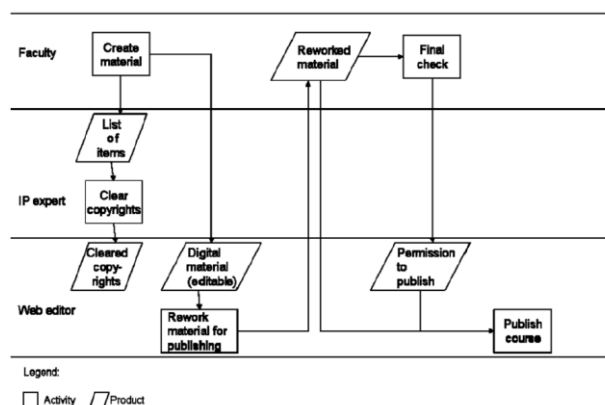 Faculty
Create
material
Reworked
material
Final
check
List
of
items
IP expert
Clear
copyrights
Cleared
copy-
rights
Digital
material
(editable)
Permission
to
publish
Web editor
Rework
material for
publishing
Publish
course
Legend:
Activity
Product